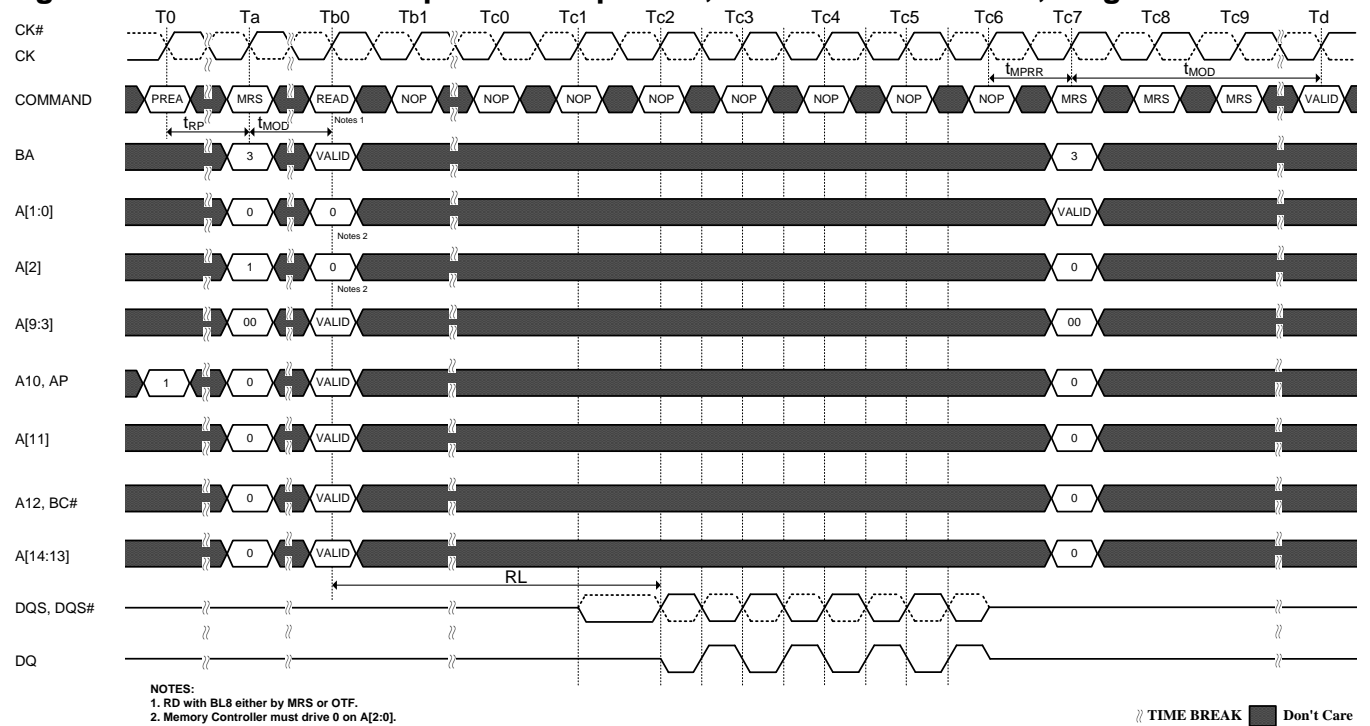 T0 Ta Tb0 Tb1 Tc0 Tc1 Tc2 Tc3 Tc4 Tc5 Tc6 Tc7 Tc8 Tc9 Td
CK#
CK
tMPRR tMOD
COMMAND PREA MRS READ NOP NOP NOP NOP NOP NOP NOP NOP MRS MRS MRS VALID
tRP tMOD Notes 1
BA 3 VALID 3
A[1:0] 0 0 VALID
Notes 2
A[2] 1 0 0
Notes 2
A[9:3] 00 VALID 00
A10, AP 1 0 VALID 0
A[11] 0 VALID 0
A12, BC# 0 VALID 0
A[14:13] 0 VALID 0
RL
DQS, DQS#
DQ
NOTES:
1. RD with BL8 either by MRS or OTF.
2. Memory Controller must drive 0 on A[2:0].
TIME BREAK Don't Care